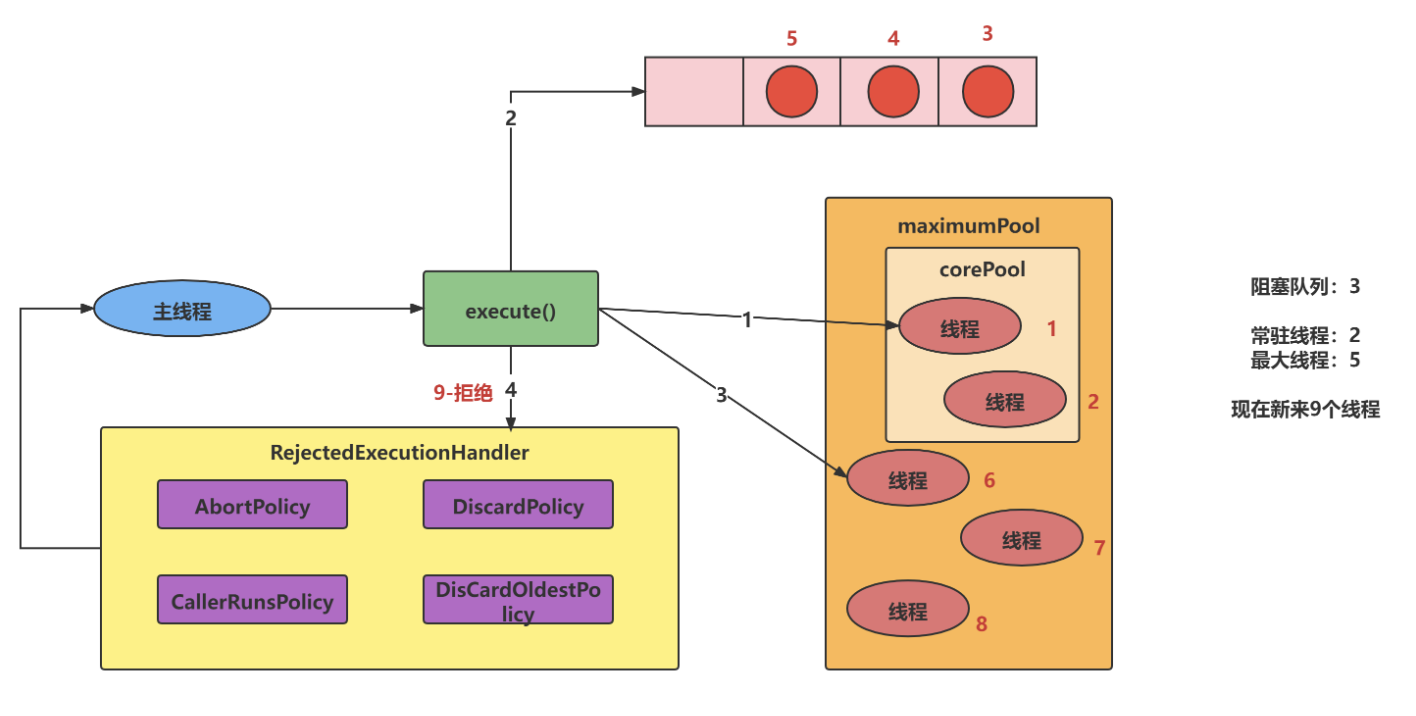 5
4
3
2
maximumPool
corePool
主线程
execute()
1
线程
1
阻塞队列：3
常驻线程：2
最大线程：5
现在新来9个线程
9-拒绝
4
3
线程
2
RejectedExecutionHandler
AbortPolicy
DiscardPolicy
CallerRunsPolicy
DisCardOldestPo
licy
线程
6
线程
7
线程
8